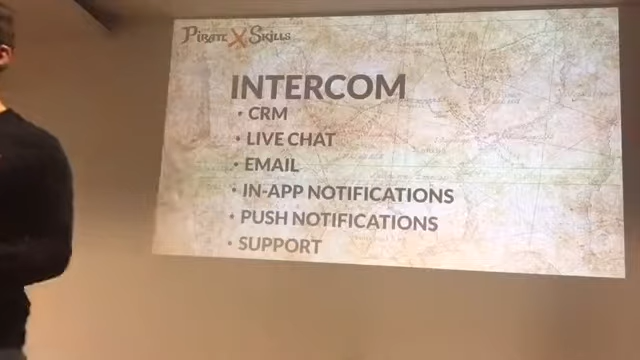 Pirate X Skills
INTERCOM
• CRM
• LIVE CHAT
• EMAIL
• IN-APP NOTIFICATIONS
• PUSH NOTIFICATIONS
• SUPPORT